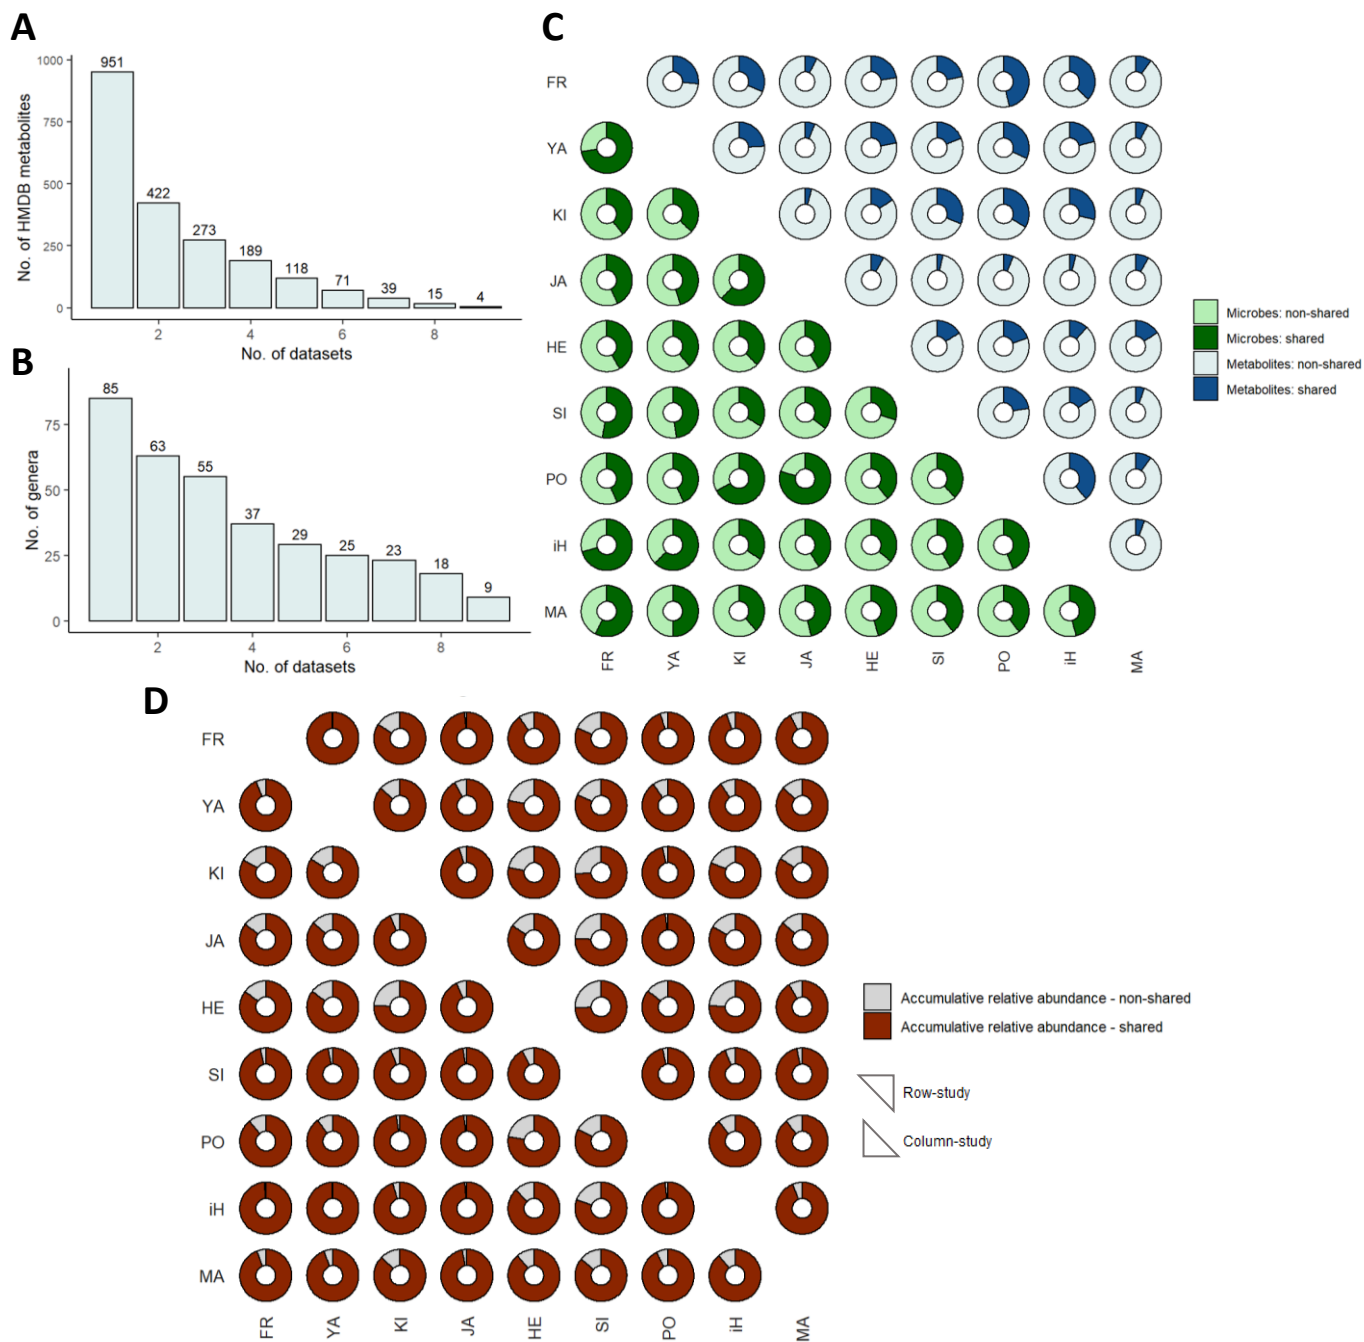 A
No. of HMDB metabolites
1000
750
500
250
0
951
422
273
189
118
71
39
15
4
2
4
6
8
No. of datasets
B
No. of genera
75
50
25
0
85
63
55
37
29
25
23
18
9
2
4
6
8
No. of datasets
C
FR
YA
KI
JA
HE
SI
PO
iH
MA
FR
YA
KI
JA
HE
SI
PO
iH
MA
Microbes: non-shared
Microbes: shared
Metabolites: non-shared
Metabolites: shared
D
FR
YA
KI
JA
HE
SI
PO
iH
MA
FR
YA
KI
JA
HE
SI
PO
iH
MA
Accumulative relative abundance - non-shared
Accumulative relative abundance - shared
Row-study
Column-study